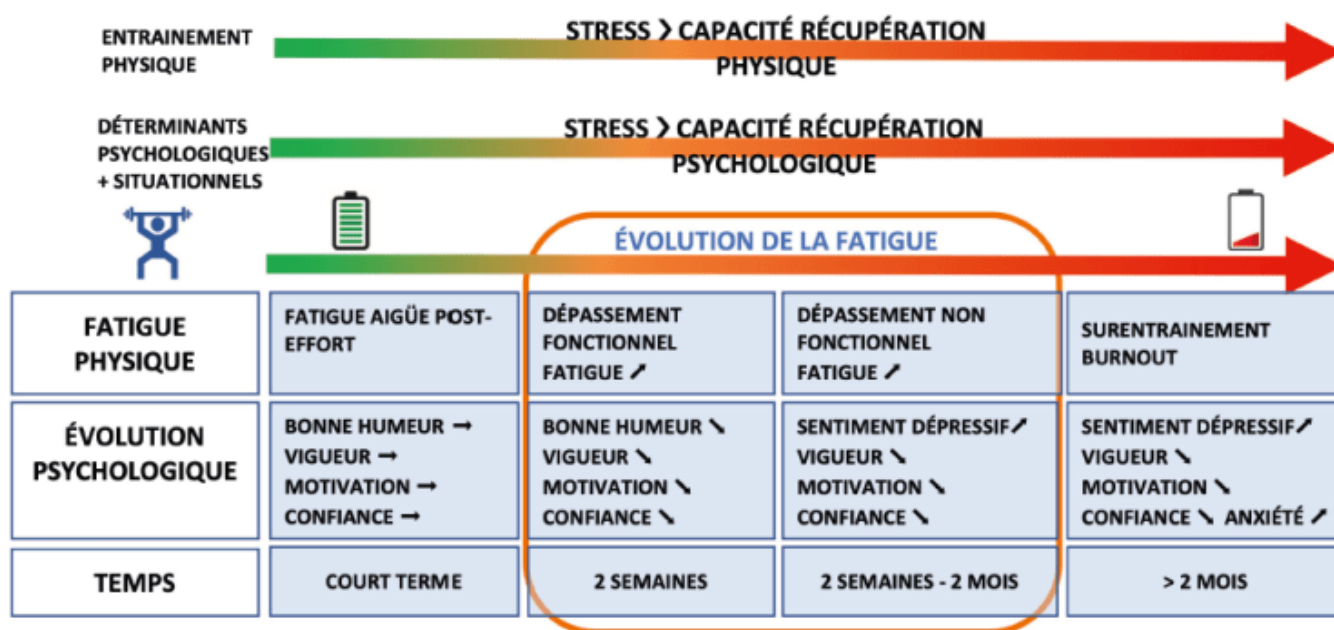 ENTRAINEMENT
PHYSIQUE
STRESS > CAPACITÉ RÉCUPÉRATION
PHYSIQUE
DÉTERMINANTS
PSYCHOLOGIQUES
+ SITUATIONNELS
STRESS > CAPACITÉ RÉCUPÉRATION
PSYCHOLOGIQUE
ÉVOLUTION DE LA FATIGUE
FATIGUE
PHYSIQUE
FATIGUE AIGÜE POST-
EFFORT
DÉPASSEMENT
FONCTIONNEL
FATIGUE ➚
DÉPASSEMENT NON
FONCTIONNEL
FATIGUE ➚
SURENTRAINEMENT
BURNOUT
ÉVOLUTION
PSYCHOLOGIQUE
BONNE HUMEUR →
VIGUEUR →
MOTIVATION →
CONFIANCE →
BONNE HUMEUR ➘
VIGUEUR ➘
MOTIVATION ➘
CONFIANCE ➘
SENTIMENT DÉPRESSIF ➚
VIGUEUR ➘
MOTIVATION ➘
CONFIANCE ➘
SENTIMENT DÉPRESSIF ➚
VIGUEUR ➘
MOTIVATION ➘
CONFIANCE ➘ ANXIÉTÉ ➚
TEMPS
COURT TERME
2 SEMAINES
2 SEMAINES - 2 MOIS
> 2 MOIS